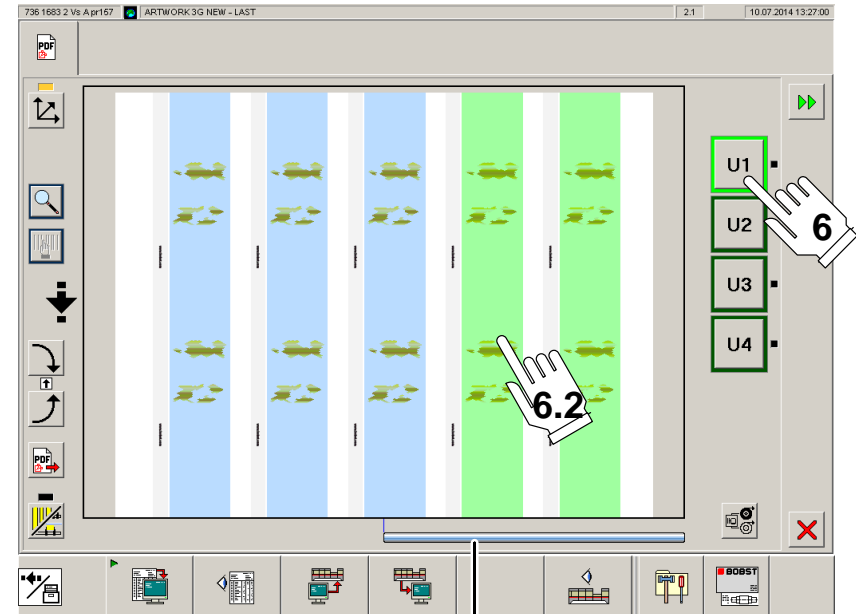 736 1683 2 Vs Apr167 ARTWORK 3G NEW - LAST 2.1 10.07.2014 13:27:00
PDF
U1
6
U2
U3
U4
6.2
PDF
BOBST